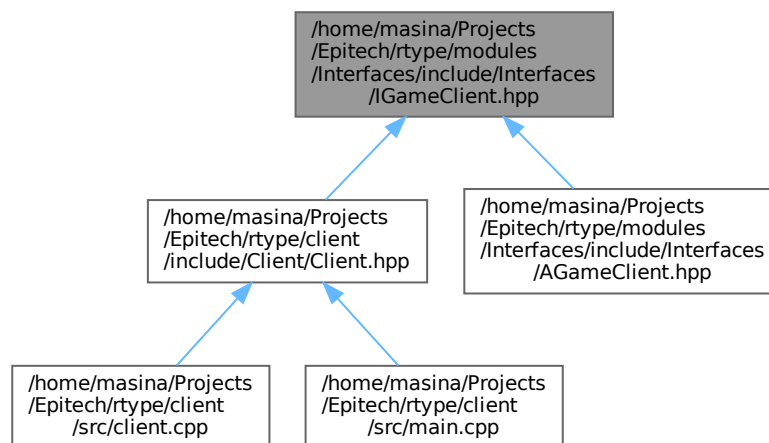 /home/masina/Projects
/Epitech/rtype/modules
/Interfaces/include/Interfaces
/IGameClient.hpp
/home/masina/Projects
/Epitech/rtype/client
/include/Client/Client.hpp
/home/masina/Projects
/Epitech/rtype/modules
/Interfaces/include/Interfaces
/AGameClient.hpp
/home/masina/Projects
/Epitech/rtype/client
/src/client.cpp
/home/masina/Projects
/Epitech/rtype/client
/src/main.cpp